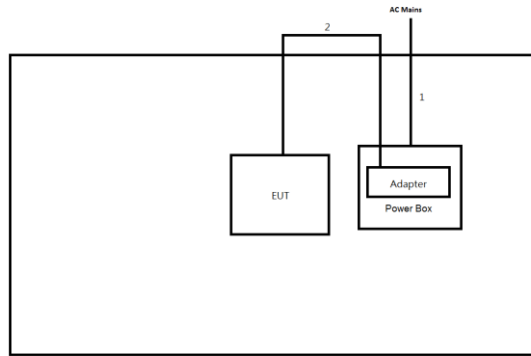 AC Mains
2
1
Adapter
EUT
Power Box